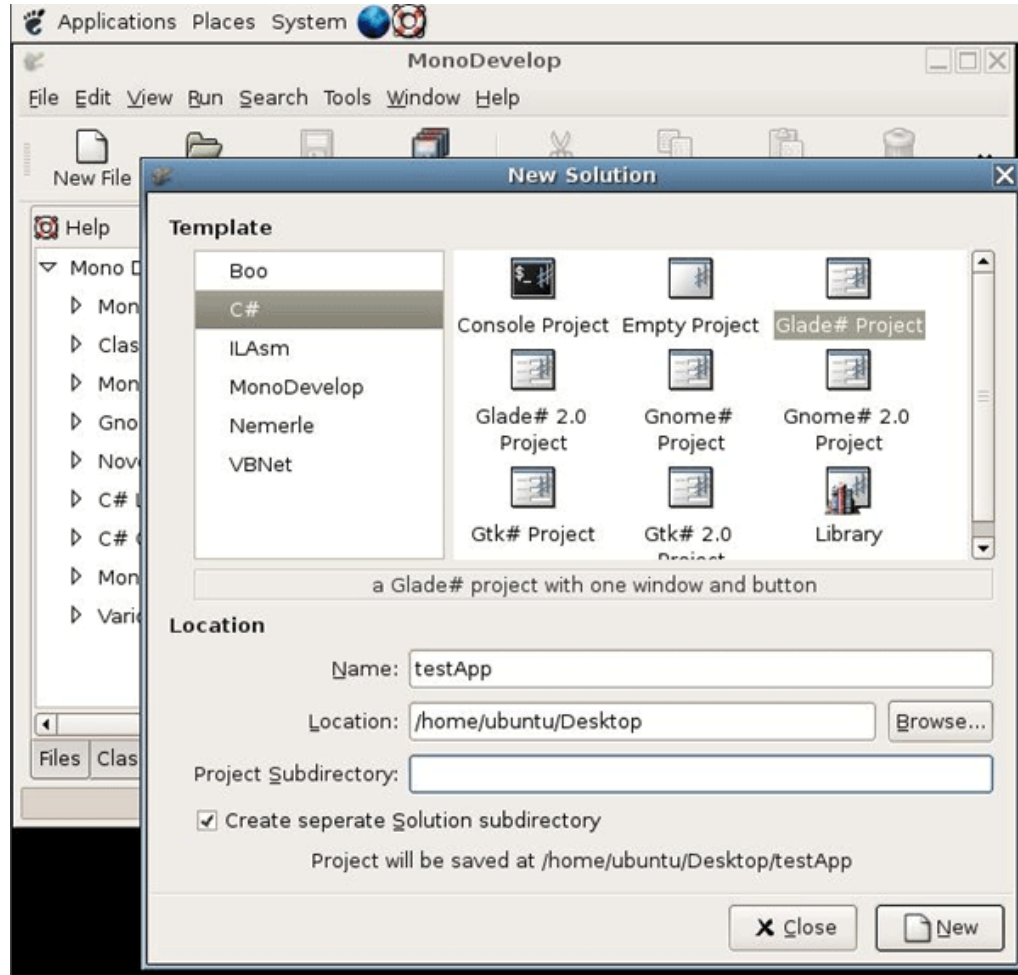 Applications Places System
MonoDevelop
File Edit View Run Search Tools Window Help
New File
New Solution
Help
Mono D
Mon
Clas
Mon
Gno
Nov
C# L
C#
Mon
Vario
Files Clas
Template
Boo
C#
ILAsm
MonoDevelop
Nemerle
VBNet
Console Project Empty Project Glade# Project
Glade# 2.0 Project
Gnome# Project
Gnome# 2.0 Project
Gtk# Project
Gtk# 2.0 Project
Library
a Glade# project with one window and button
Location
Name: testApp
Location: /home/ubuntu/Desktop Browse...
Project Subdirectory:
Create seperate Solution subdirectory
Project will be saved at /home/ubuntu/Desktop/testApp
Close New